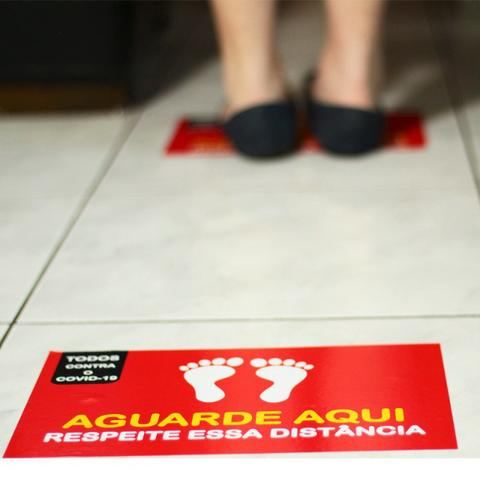 TODOS
CONTRA
O
COVID-19
AGUARDE AQUI
RESPEITE ESSA DISTÂNCIA